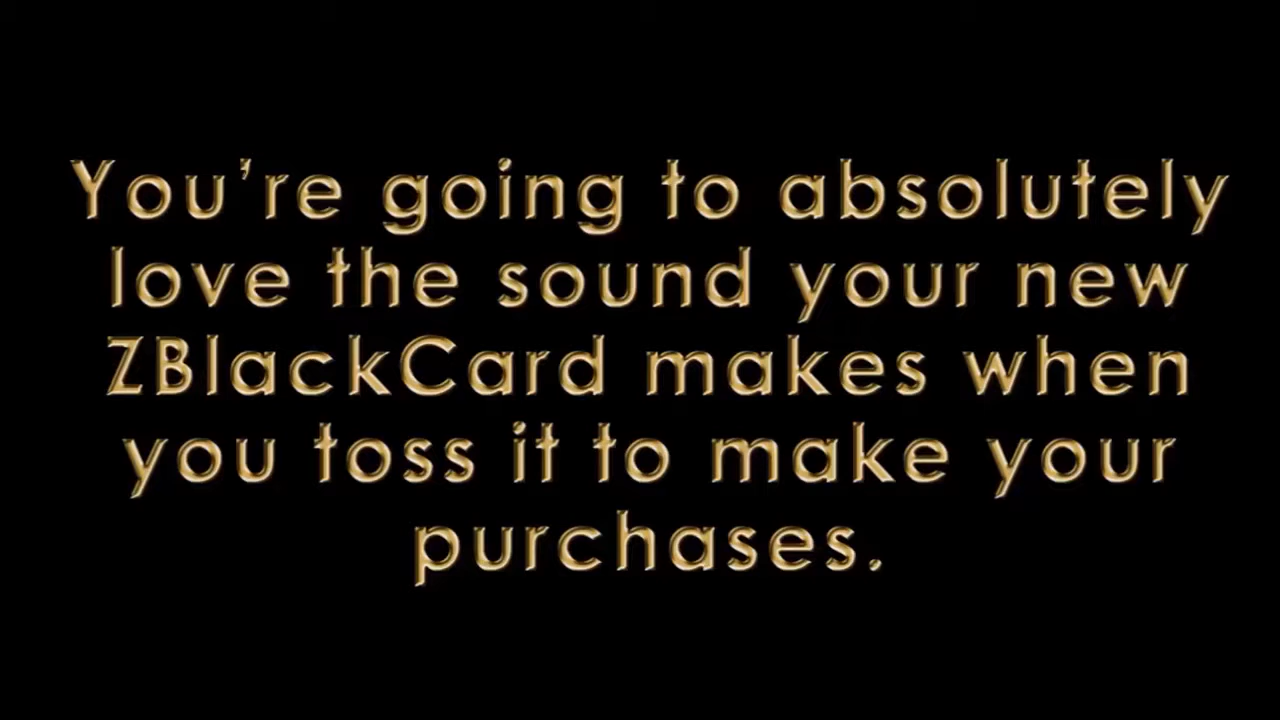 You're going to absolutely
love the sound your new
ZBlackCard makes when
you toss it to make your
purchases.